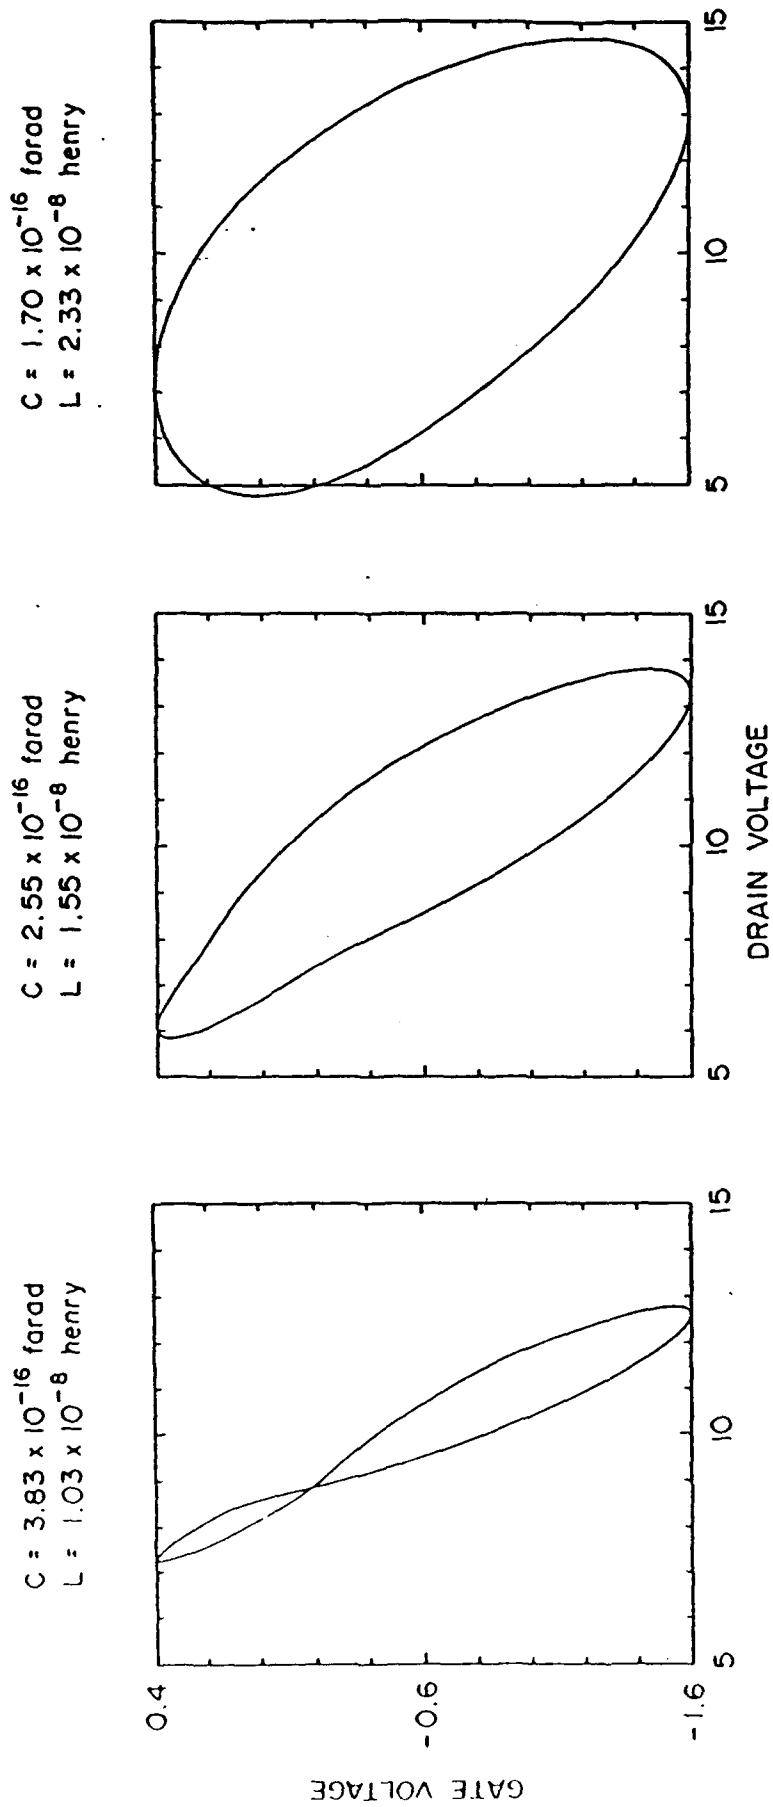 C = 3.83 x 10⁻¹⁶ farad
L = 1.03 x 10⁻⁸ henry
C = 2.55 x 10⁻¹⁶ farad
L = 1.55 x 10⁻⁸ henry
C = 1.70 x 10⁻¹⁶ farad
L = 2.33 x 10⁻⁸ henry
GATE VOLTAGE
0.4
-0.6
-1.6
5 10 15
5 10 15
5 10 15
DRAIN VOLTAGE